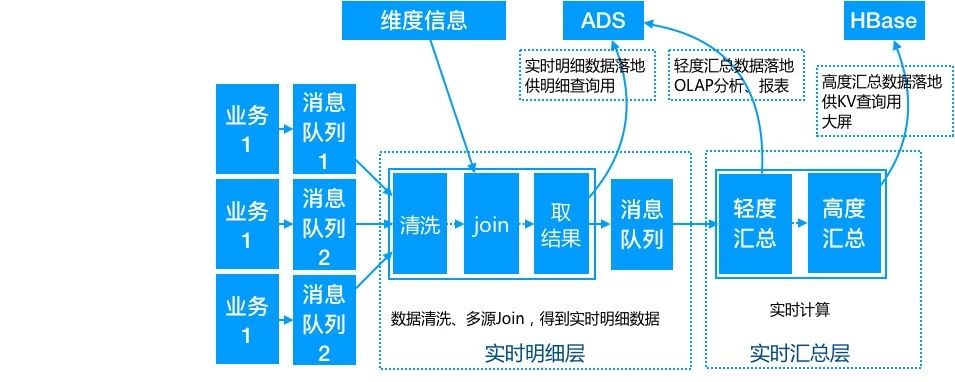 维度信息
ADS
HBase
实时明细数据落地
供明细查询用
轻度汇总数据落地
OLAP分析、报表
高度汇总数据落地
供KV查询用
大屏
业务
1
消息
队列
1
业务
1
消息
队列
2
业务
1
消息
队列
2
清洗
join
取
结果
消息
队列
轻度
汇总
高度
汇总
数据清洗、多源Join，得到实时明细数据
实时计算
实时明细层
实时汇总层